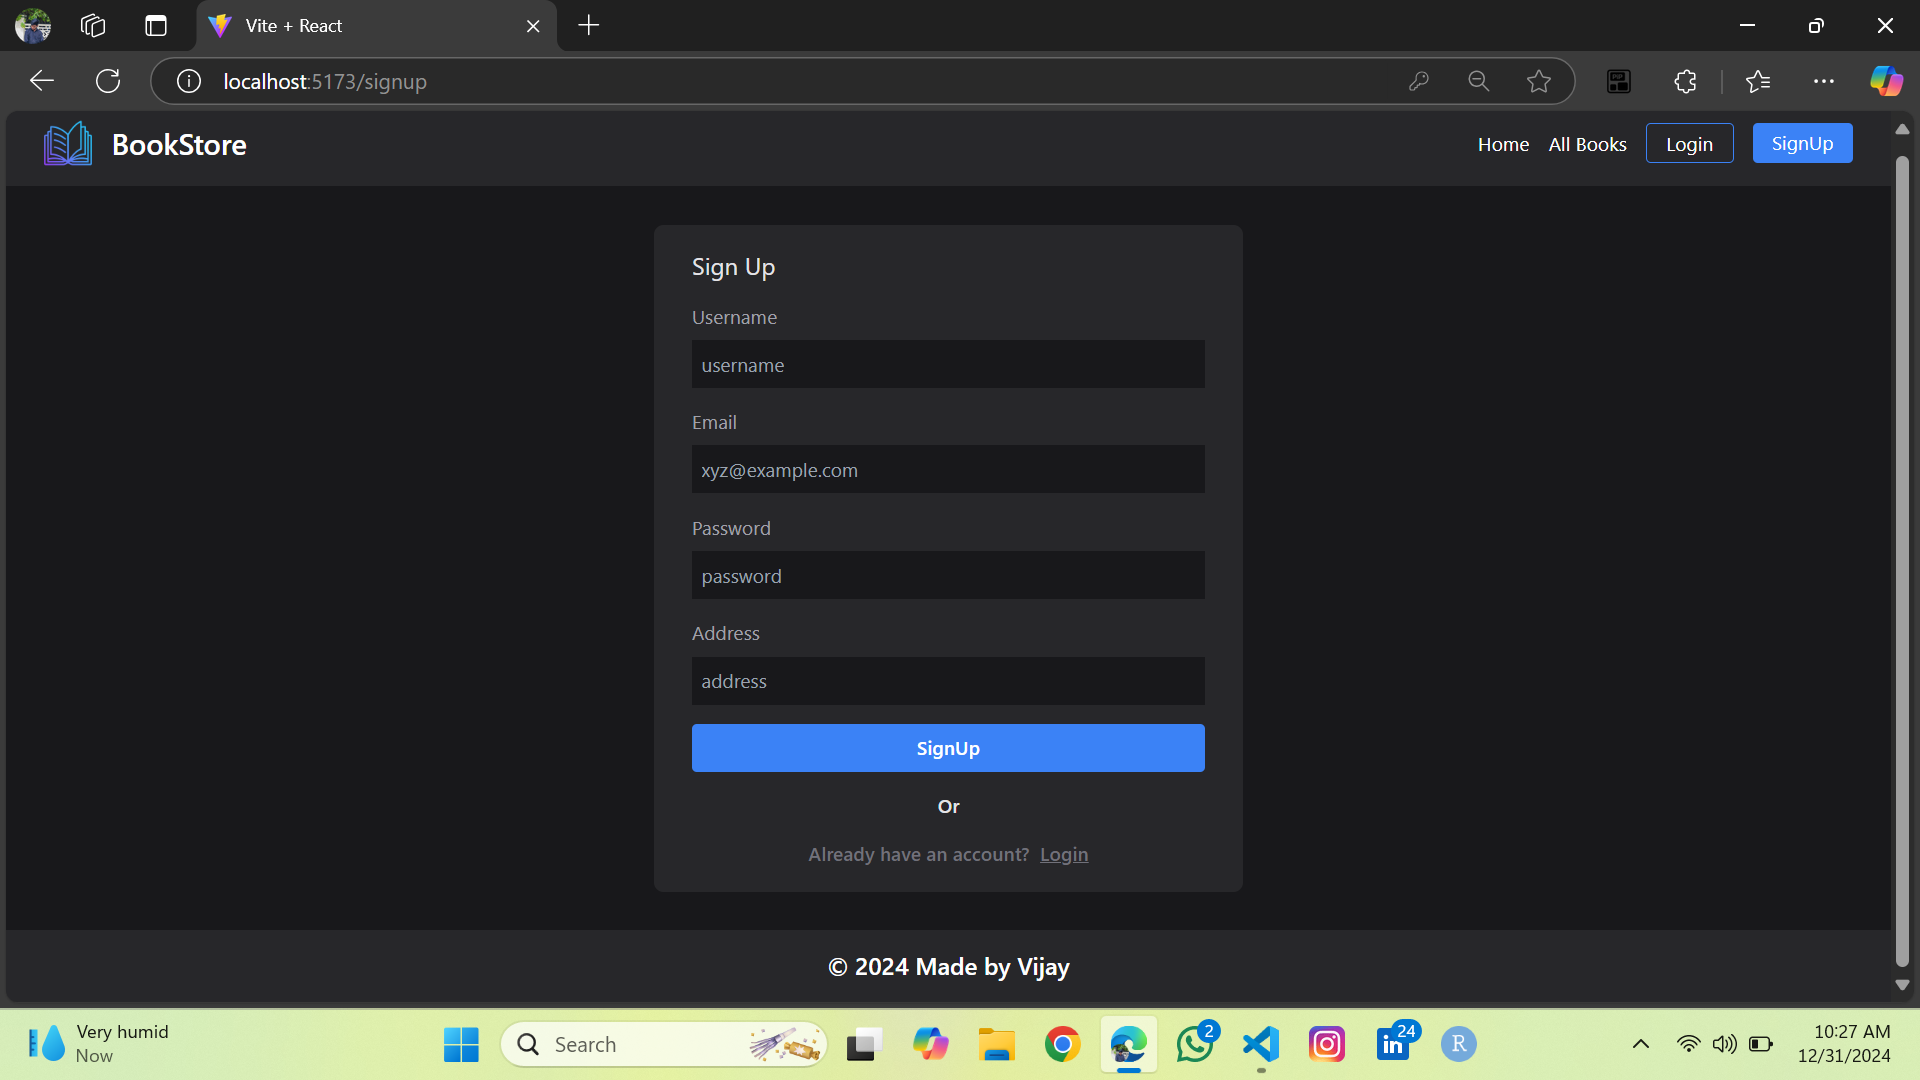 Vite + React
localhost:5173/signup
BookStore
Home All Books Login SignUp
Sign Up
Username
username
Email
xyz@example.com
Password
password
Address
address
SignUp
Or
Already have an account? Login
© 2024 Made by Vijay
Very humid
Now
Search
2
24
in
R
10:27 AM
12/31/2024